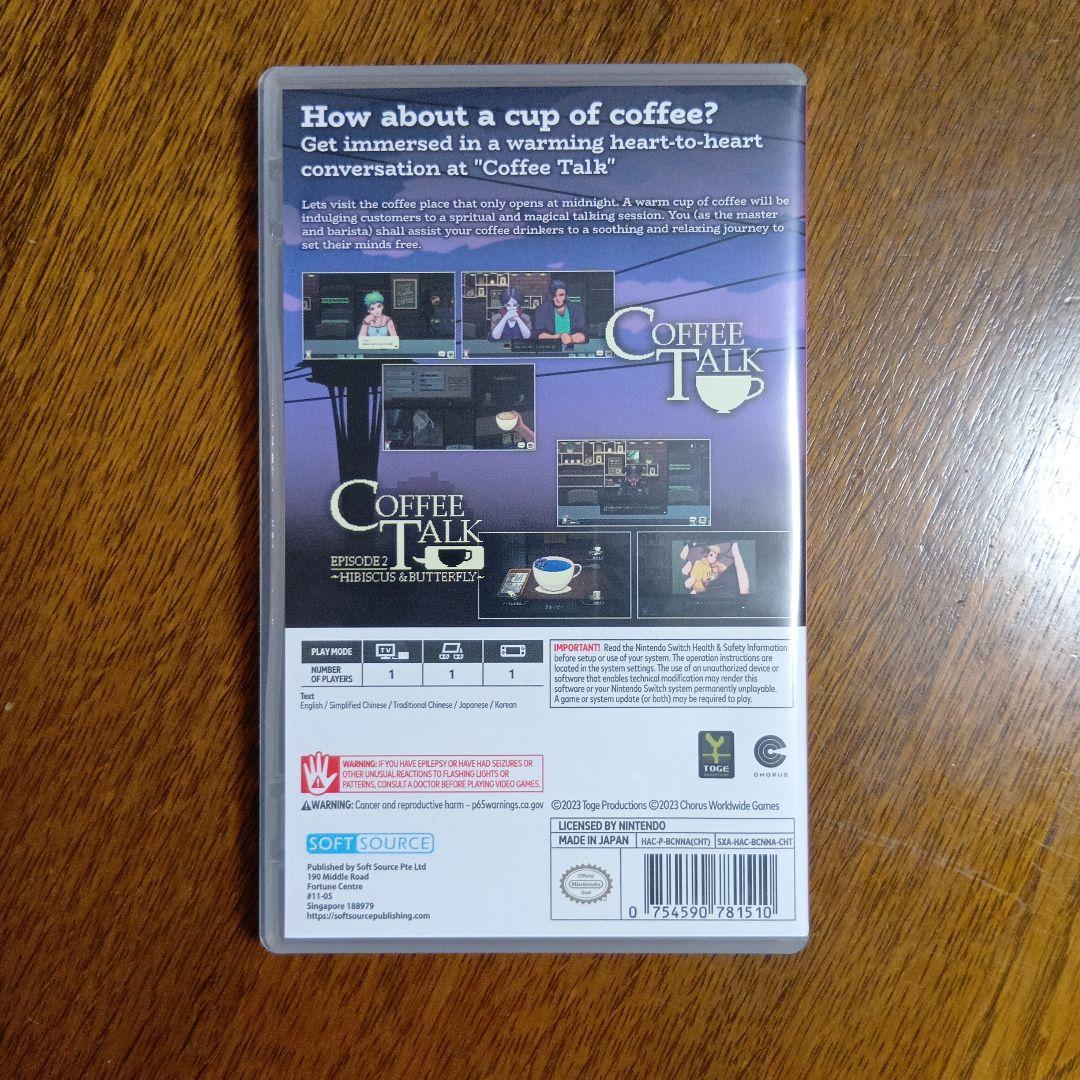 How about a cup of coffee?
Get immersed in a warming heart-to-heart
conversation at "Coffee Talk"
Lets visit the coffee place that only opens at midnight. A warm cup of coffee will be
indulging customers to a spritual and magical talking session. You (as the master
and barista) shall assist your coffee drinkers to a soothing and relaxing journey to
set their minds free.
COFFEE
TALK
COFFEE
TALK
EPISODE 2
~HIBISCUS & BUTTERFLY~
PLAY MODE
TV
NUMBER
OF PLAYERS
1
1
1
Text
English / Simplified Chinese / Traditional Chinese / Japanese / Korean
IMPORTANT! Read the Nintendo Switch Health & Safety Information
before setup or use of your system. The operation instructions are
located in the system settings. The use of an unauthorized device or
software that enables technical modification may render this
software or your Nintendo Switch system permanently unplayable.
A game or system update (or both) may be required to play.
TOGE
CHORUS
WARNING: IF YOU HAVE EPILEPSY OR HAVE HAD SEIZURES OR
OTHER UNUSUAL REACTIONS TO FLASHING LIGHTS OR
PATTERNS, CONSULT A DOCTOR BEFORE PLAYING VIDEO GAMES.
WARNING: Cancer and reproductive harm – p65warnings.ca.gov
©2023 Toge Productions ©2023 Chorus Worldwide Games
LICENSED BY NINTENDO
MADE IN JAPAN
HAC-P-BCNNA(CHT)
SXA-HAC-BCNNA-CHT
SOFT SOURCE
Published by Soft Source Pte Ltd
190 Middle Road
Fortune Centre
#11-05
Singapore 188979
https://softsourcepublishing.com
Official
Nintendo
Seal
0 754590 781510